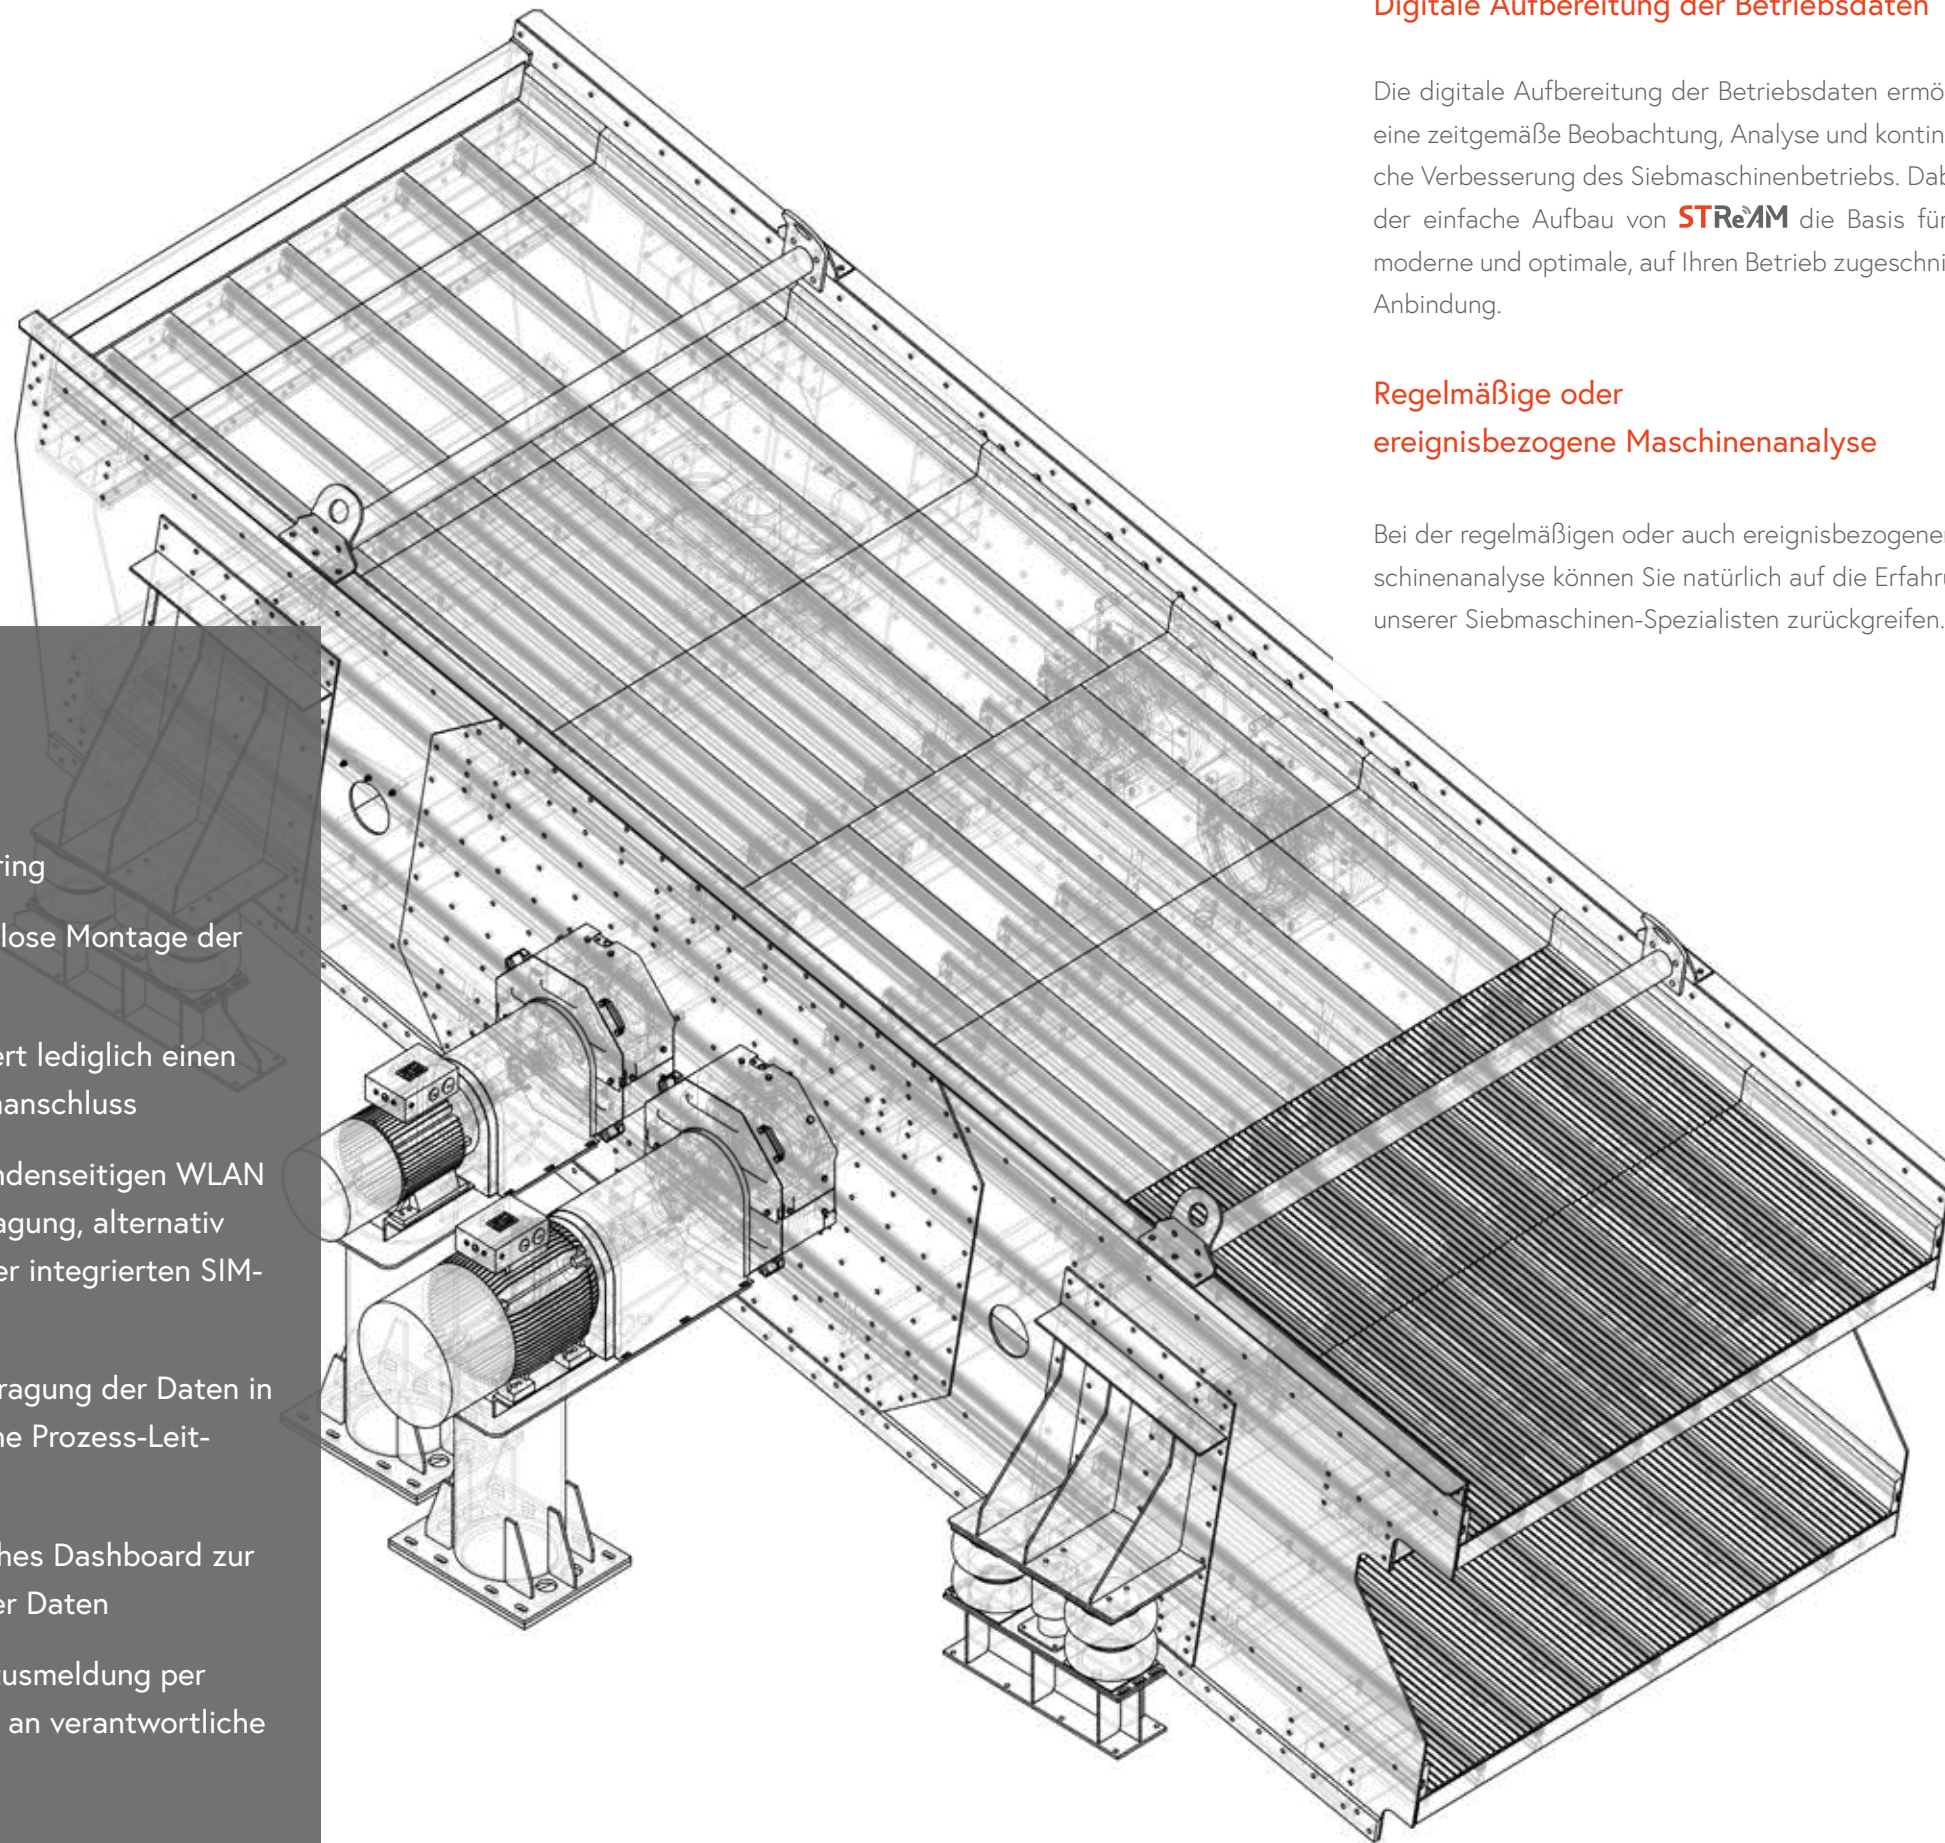 Digitale Aufbereitung der Betriebsdaten
Die digitale Aufbereitung der Betriebsdaten ermö
eine zeitgemäße Beobachtung, Analyse und kontin
che Verbesserung des Siebmaschinenbetriebs. Dab
der einfache Aufbau von STReAM die Basis für
moderne und optimale, auf Ihren Betrieb zugeschni
Anbindung.
Regelmäßige oder
ereignisbezogene Maschinenanalyse
Bei der regelmäßigen oder auch ereignisbezogene
schinenanalyse können Sie natürlich auf die Erfahru
unserer Siebmaschinen-Spezialisten zurückgreifen.
ring
lose Montage der
ert lediglich einen
nanschluss
ndenseitigen WLAN
agung, alternativ
er integrierten SIM-
ragung der Daten in
ne Prozess-Leit-
ches Dashboard zur
er Daten
tusmeldung per
an verantwortliche